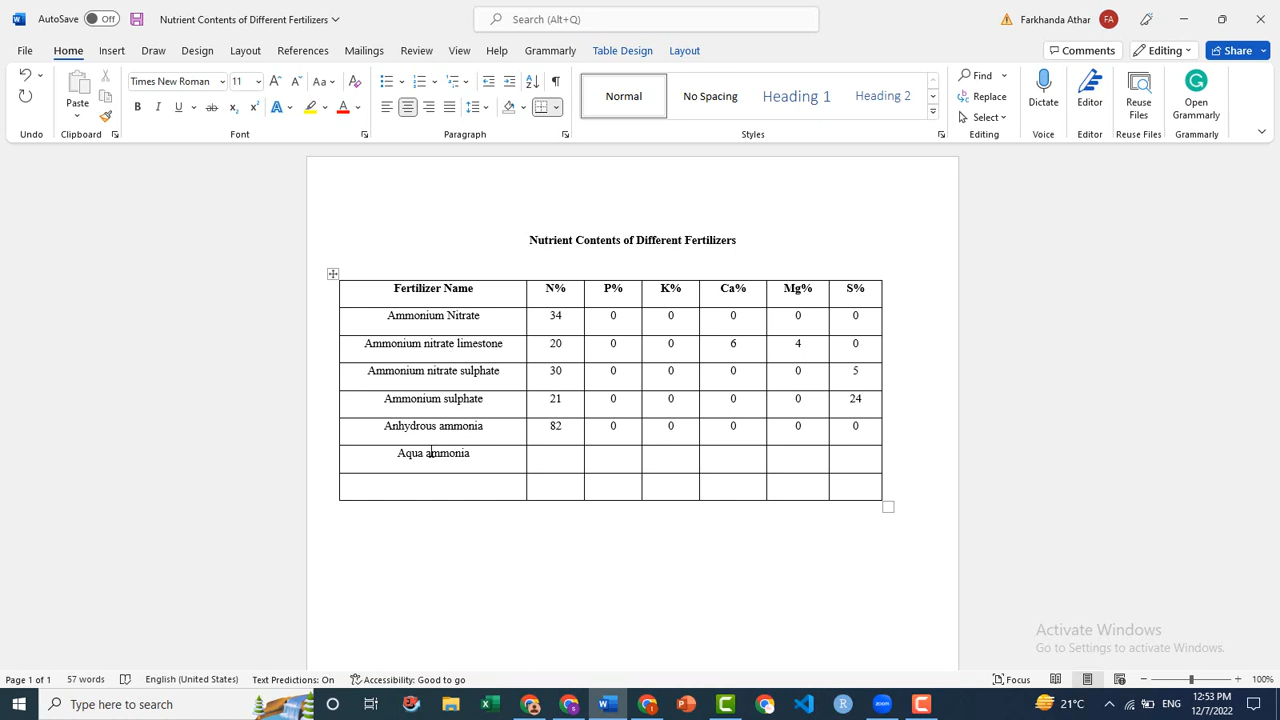 AutoSave Off Nutrient Contents of Different Fertilizers Search (Alt+Q) Farkhanda Athar FA
File Home Insert Draw Design Layout References Mailings Review View Help Grammarly Table Design Layout Comments Editing Share
Times New Roman 11 Aa
Paste
Normal No Spacing Heading 1 Heading 2
Find
Replace
Select
Dictate Editor Reuse Files Open Grammarly
Undo Clipboard Font Paragraph Styles Editing Voice Editor Reuse Files Grammarly
Nutrient Contents of Different Fertilizers
Fertilizer Name N% P% K% Ca% Mg% S%
Ammonium Nitrate 34 0 0 0 0 0
Ammonium nitrate limestone 20 0 0 6 4 0
Ammonium nitrate sulphate 30 0 0 0 0 5
Ammonium sulphate 21 0 0 0 0 24
Anhydrous ammonia 82 0 0 0 0 0
Aqua ammonia
Activate Windows
Go to Settings to activate Windows.
Page 1 of 1 57 words English (United States) Text Predictions: On Accessibility: Good to go Focus 100%
Type here to search 21°C ENG 12:53 PM
12/7/2022